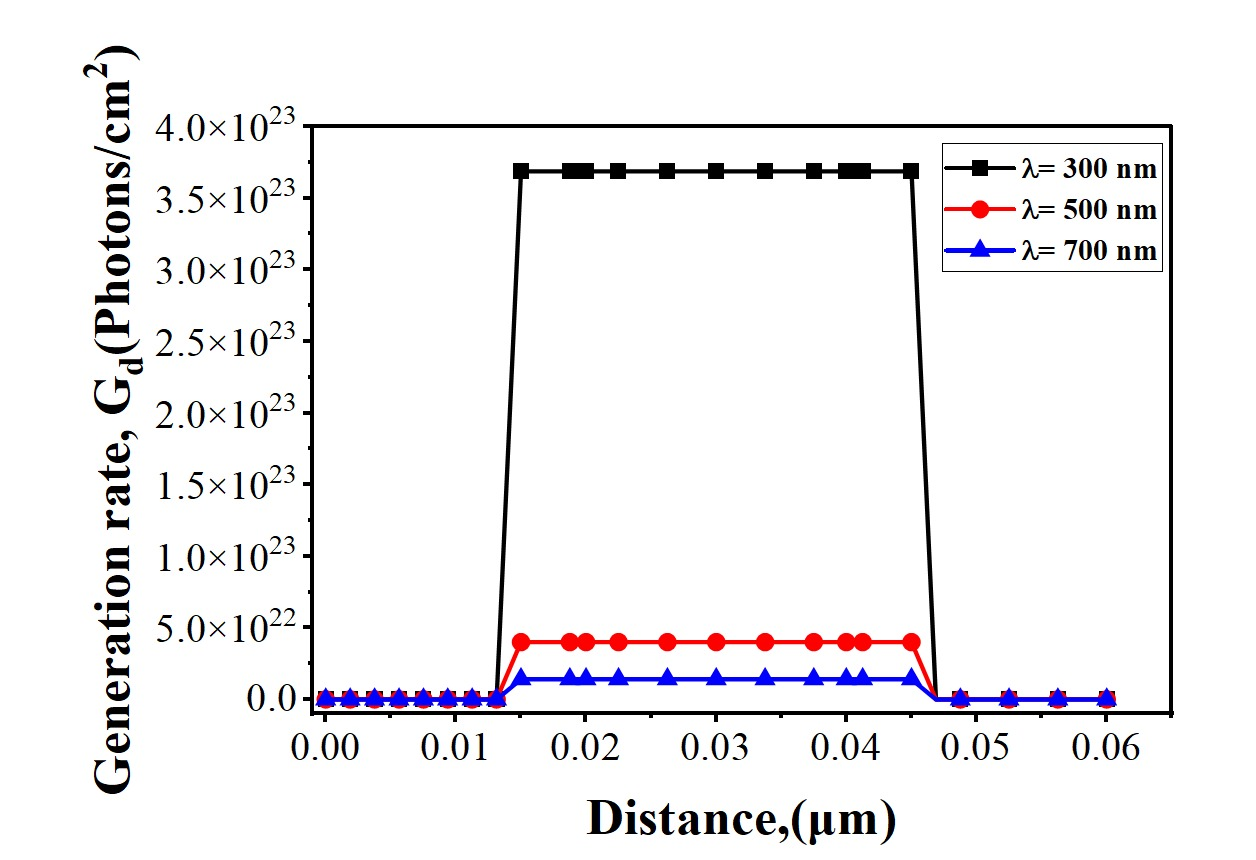 Generation rate, G_d(Photons/cm²)
4.0×10²³
3.5×10²³
3.0×10²³
2.5×10²³
2.0×10²³
1.5×10²³
1.0×10²³
5.0×10²²
0.0
λ= 300 nm
λ= 500 nm
λ= 700 nm
0.00 0.01 0.02 0.03 0.04 0.05 0.06
Distance,(μm)